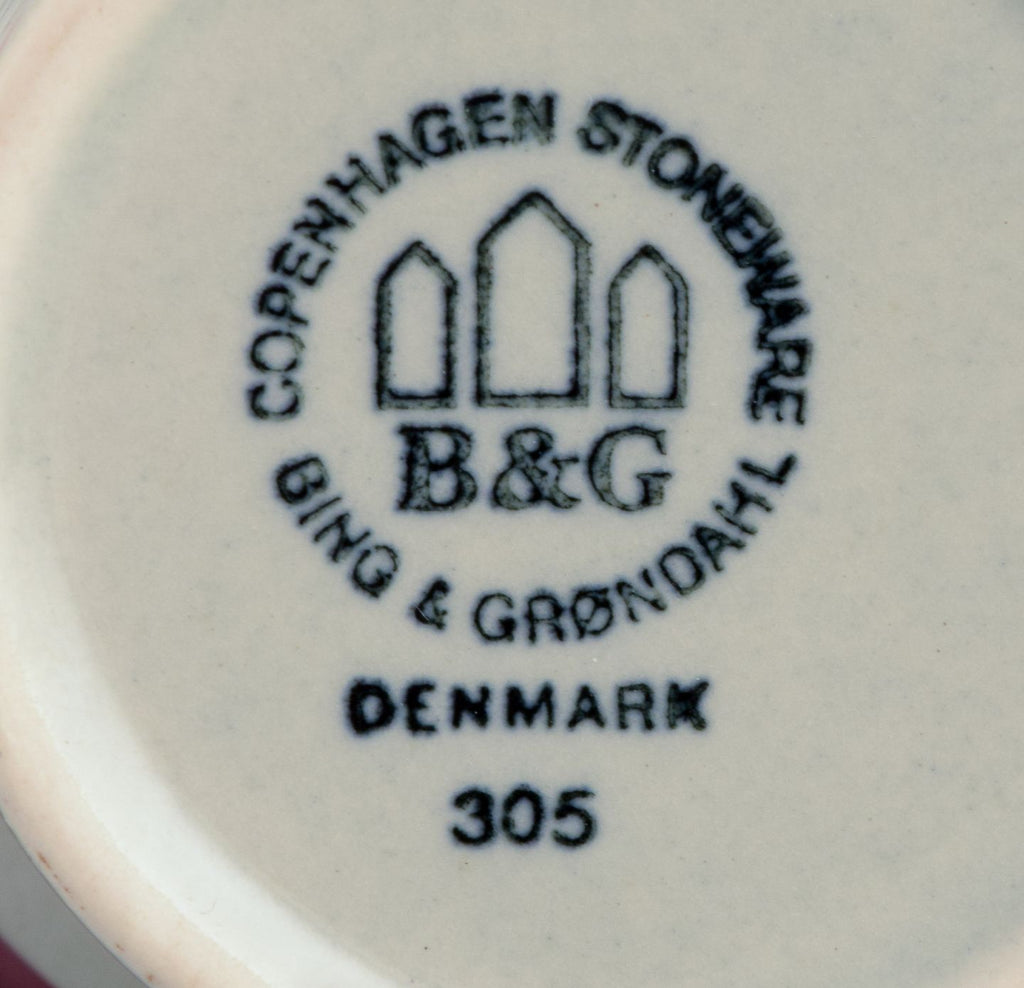 COPENHAGEN STONEWARE
B&G
BING & GRØNDAHL
DENMARK
305